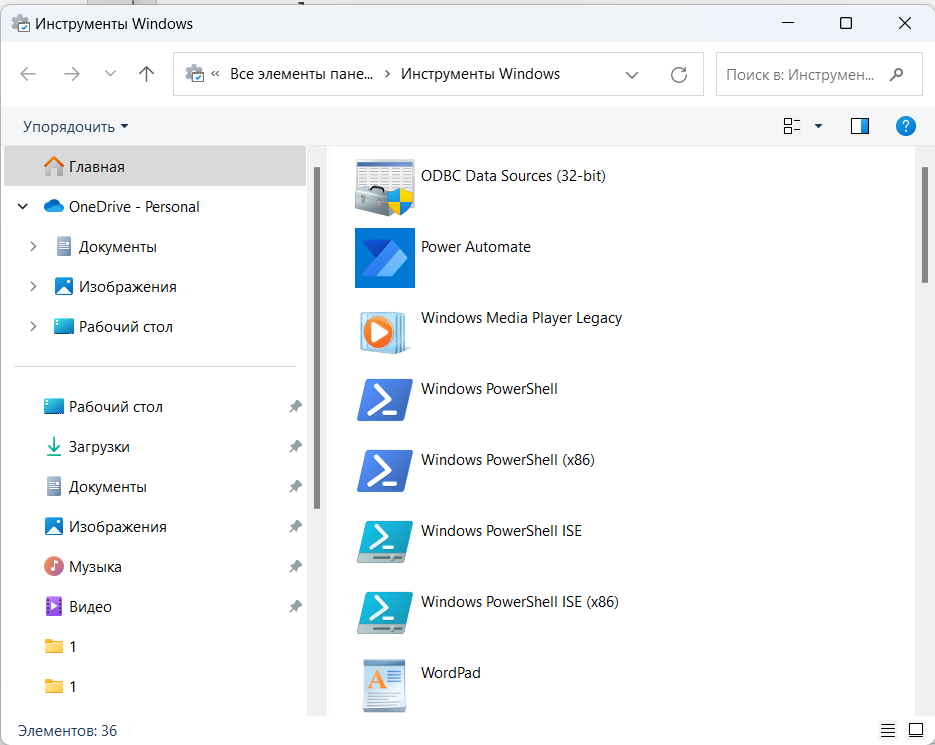 Инструменты Windows
« Все элементы пане... › Инструменты Windows
Поиск в: Инструмен...
Упорядочить
?
Главная
OneDrive - Personal
Документы
Изображения
Рабочий стол
Рабочий стол
Загрузки
Документы
Изображения
Музыка
Видео
1
1
ODBC Data Sources (32-bit)
Power Automate
Windows Media Player Legacy
Windows PowerShell
Windows PowerShell (x86)
Windows PowerShell ISE
Windows PowerShell ISE (x86)
WordPad
Элементов: 36